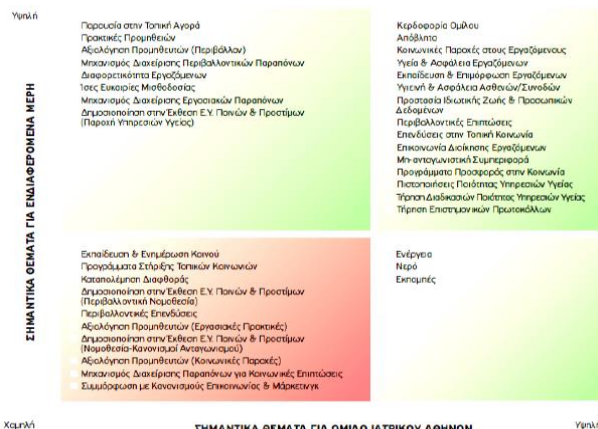 Υψηλή
Παρουσία στην Τοπική Αγορά
Πρακτικές Προμηθειών
Αξιολόγηση Προμηθευτών (Περιβάλλον)
Μηχανισμός Διαχείρισης Περιβαλλοντικών Παραπόνων
Διαφορετικότητα Εργαζόμενων
Ίσες Ευκαιρίες Μισθοδοσίας
Μηχανισμός Διαχείρισης Εργασιακών Παραπόνων
Δημοσιοποίηση στην Έκθεση Ε.Υ. Ποινών & Προστίμων
(Παροχή Υπηρεσιών Υγείας)
Κερδοφορία Ομίλου
Απόβλητα
Κοινωνικές Παροχές στους Εργαζόμενους
Υγεία & Ασφάλεια Εργαζόμενων
Εκπαίδευση & Επιμόρφωση Εργαζόμενων
Υγιεινή & Ασφάλεια Ασθενών/Συνοδών
Προστασία Ιδιωτικής Ζωής & Προσωπικών
Δεδομένων
Περιβαλλοντικές Επιπτώσεις
Επενδύσεις στην Τοπική Κοινωνία
Επικοινωνία Διοίκησης Εργαζόμενων
Μη-ανταγωνιστική Συμπεριφορά
Προγράμματα Προσφοράς στην Κοινωνία
Πιστοποιήσεις Ποιότητας Υπηρεσιών Υγείας
Τήρηση Διαδικασιών Ποιότητας Υπηρεσιών Υγείας
Τήρηση Επιστημονικών Πρωτοκόλλων
ΣΗΜΑΝΤΙΚΑ ΘΕΜΑΤΑ ΓΙΑ ΕΝΔΙΑΦΕΡΟΜΕΝΑ ΜΕΡΗ
Εκπαίδευση & Ενημέρωση Κοινού
Προγράμματα Στήριξης Τοπικών Κοινωνιών
Καταπολέμηση Διαφθοράς
Δημοσιοποίηση στην Έκθεση Ε.Υ. Ποινών & Προστίμων
(Περιβαλλοντική Νομοθεσία)
Περιβαλλοντικές Επενδύσεις
Αξιολόγηση Προμηθευτών (Εργασιακές Πρακτικές)
Δημοσιοποίηση στην Έκθεση Ε.Υ. Ποινών & Προστίμων
(Νομοθεσία-Κανονισμοί Ανταγωνισμού)
Αξιολόγηση Προμηθευτών (Κοινωνικές Παροχές)
Μηχανισμός Διαχείρισης Παραπόνων για Κοινωνικές Επιπτώσεις
Συμμόρφωση με Κανονισμούς Επικοινωνίας & Μάρκετινγκ
Ενέργεια
Νερό
Εκπομπές
Χαμηλή
ΣΗΜΑΝΤΙΚΑ ΘΕΜΑΤΑ ΓΙΑ ΟΜΙΛΟ ΙΑΤΡΙΚΟΥ ΑΘΗΝΩΝ
Υψηλή